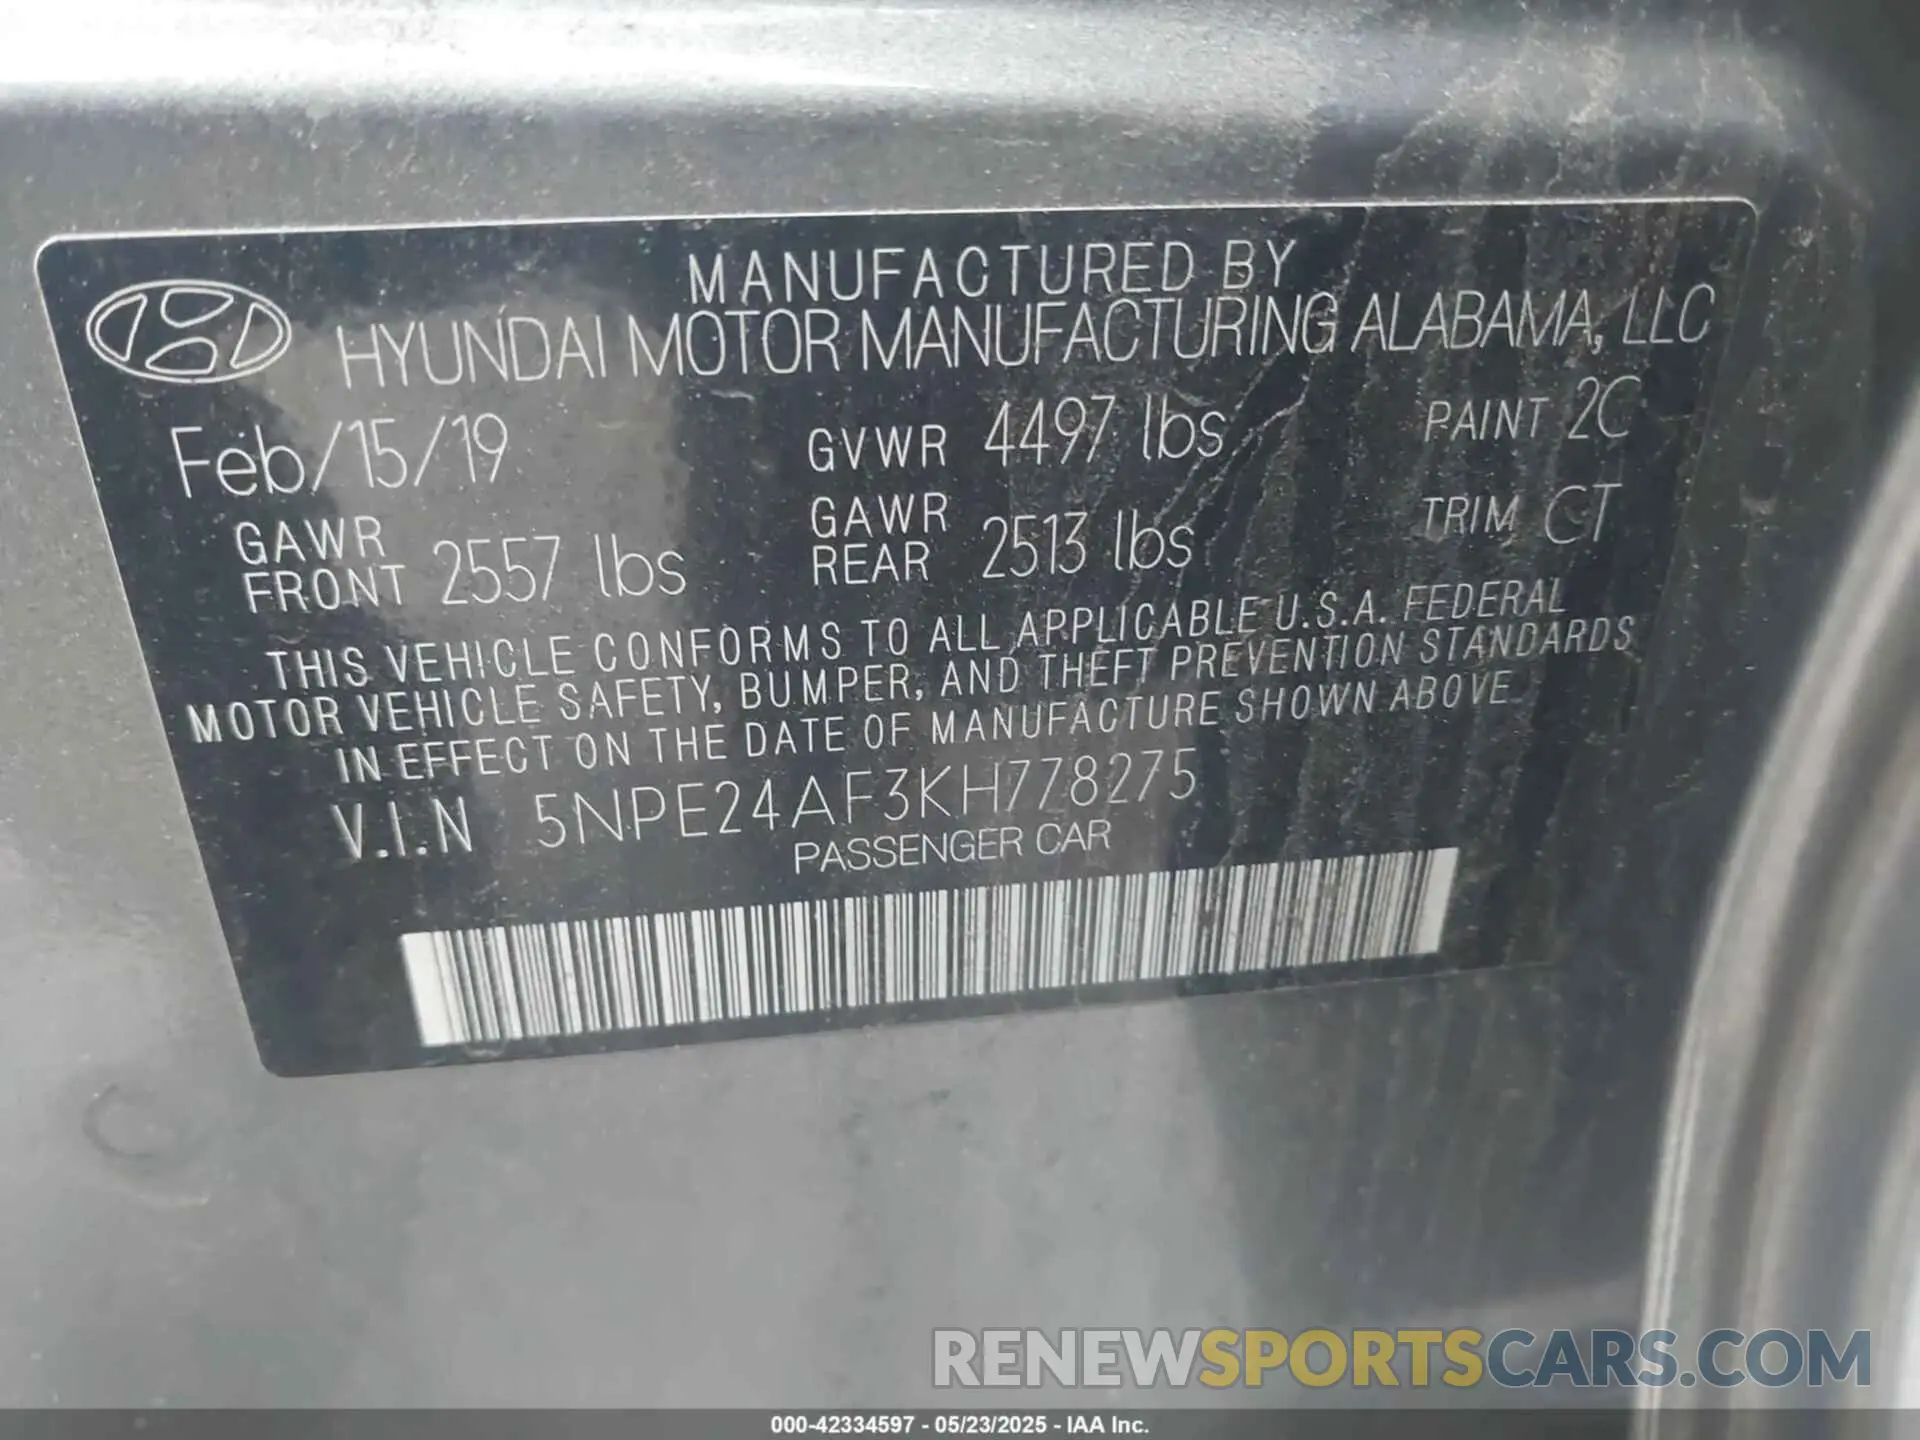 MANUFACTURED BY
HYUNDAI MOTOR MANUFACTURING ALABAMA, LLC
Feb/15/19 GVWR 4497 lbs PAINT 2C
GAWR FRONT 2557 lbs GAWR REAR 2513 lbs TRIM CT
THIS VEHICLE CONFORMS TO ALL APPLICABLE U.S.A. FEDERAL
MOTOR VEHICLE SAFETY, BUMPER, AND THEFT PREVENTION STANDARDS
IN EFFECT ON THE DATE OF MANUFACTURE SHOWN ABOVE.
V.I.N 5NPE24AF3KH778275
PASSENGER CAR
RENEWSPORTSCARS.COM
000-42334597 - 05/23/2025 - IAA Inc.